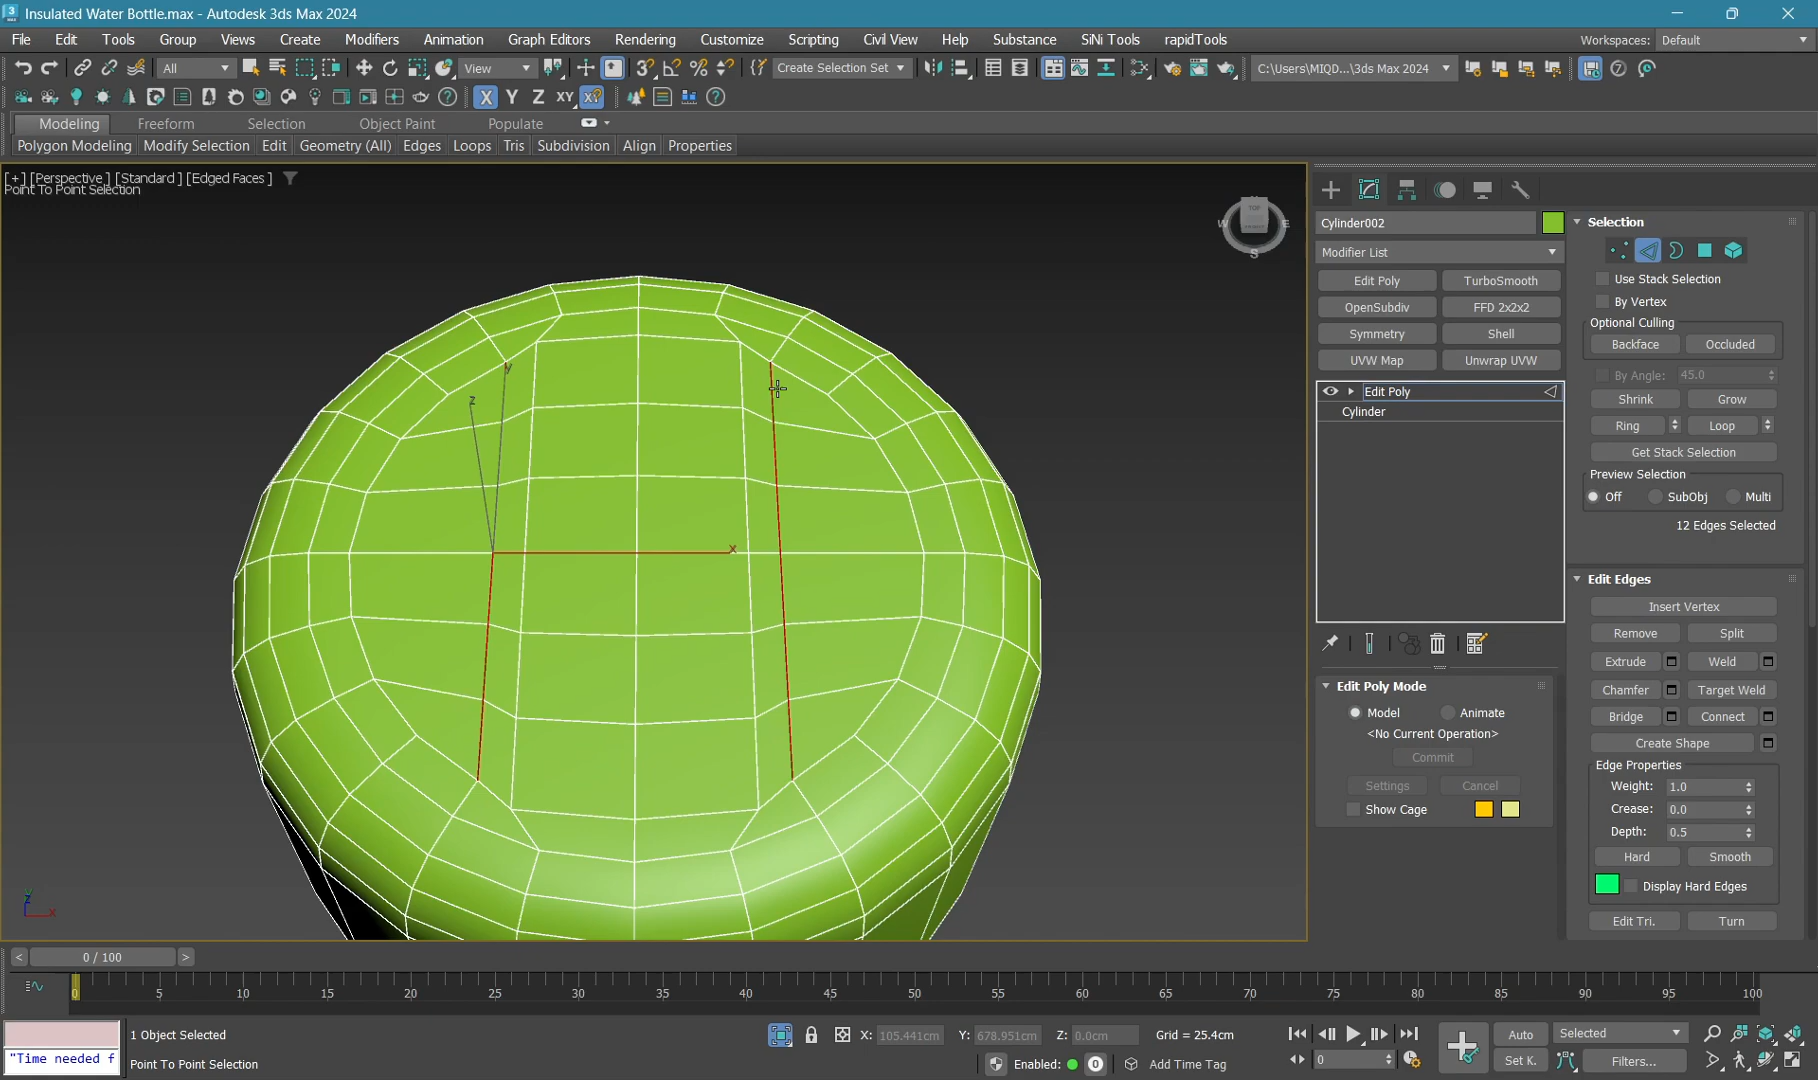 Insulated Water Bottle.max - Autodesk 3ds Max 2024
File Edit Tools Group Views Create Modifiers Animation Graph Editors Rendering Customize Scripting Civil View Help Substance SiNi Tools rapidTools Workspaces: Default
All View Create Selection Set C:\Users\MIQD...\3ds Max 2024
X Y Z XY
Modeling Freeform Selection Object Paint Populate
Polygon Modeling Modify Selection Edit Geometry (All) Edges Loops Tris Subdivision Align Properties
[+] [Perspective ] [Standard ] [Edged Faces ]
Point To Point Selection
TOP
W E
S
y
z
x
Cylinder002
Modifier List
Edit Poly TurboSmooth
OpenSubdiv FFD 2x2x2
Symmetry Shell
UVW Map Unwrap UVW
Edit Poly
Cylinder
Edit Poly Mode
Model Animate
<No Current Operation>
Commit
Settings Cancel
Show Cage
Selection
Use Stack Selection
By Vertex
Optional Culling
Backface Occluded
By Angle: 45.0
Shrink Grow
Ring Loop
Get Stack Selection
Preview Selection
Off SubObj Multi
12 Edges Selected
Edit Edges
Insert Vertex
Remove Split
Extrude Weld
Chamfer Target Weld
Bridge Connect
Create Shape
Edge Properties
Weight: 1.0
Crease: 0.0
Depth: 0.5
Hard Smooth
Display Hard Edges
Edit Tri. Turn
< 0 / 100 >
0 5 10 15 20 25 30 35 40 45 50 55 60 65 70 75 80 85 90 95 100
"Time needed f
1 Object Selected
Point To Point Selection
X: 105.441cm Y: 678.951cm Z: 0.0cm Grid = 25.4cm
Enabled: 0 Add Time Tag
0
Auto Selected
Set K. Filters...